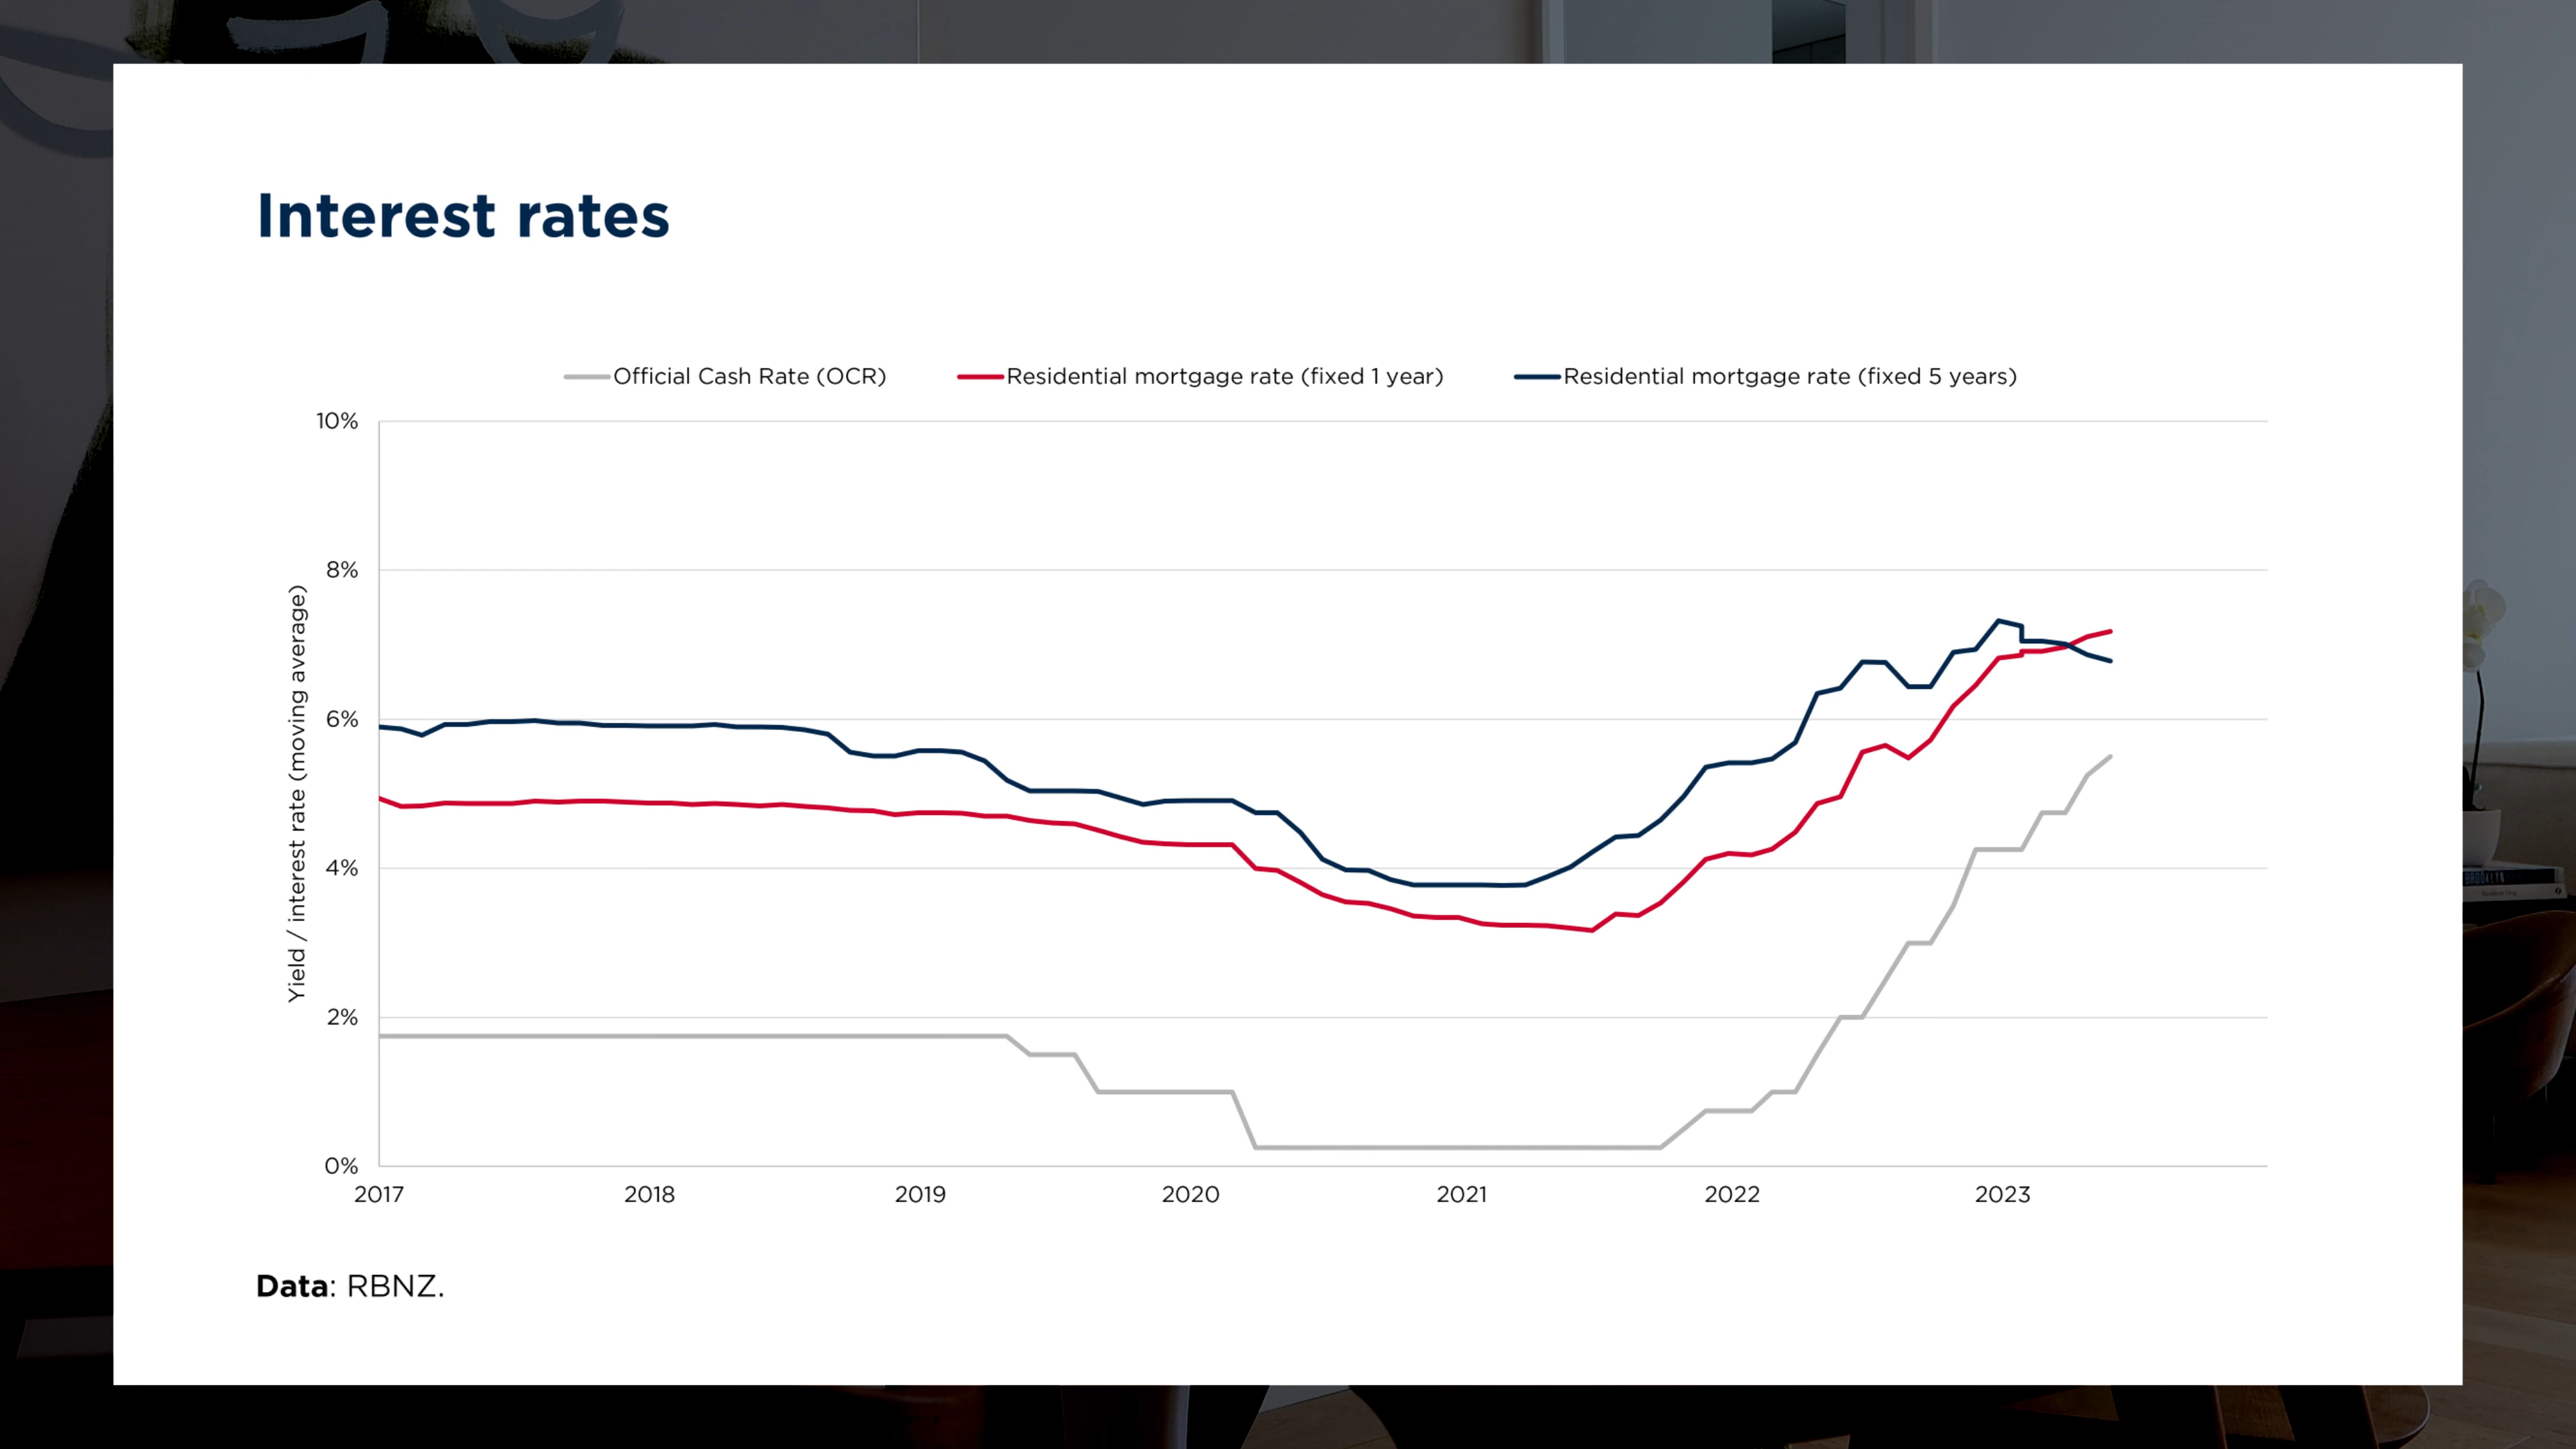 Interest rates
Official Cash Rate (OCR) Residential mortgage rate (fixed 1 year) Residential mortgage rate (fixed 5 years)
Yield / interest rate (moving average)
10%
8%
6%
4%
2%
0%
2017 2018 2019 2020 2021 2022 2023
Data: RBNZ.
BROOKLYN